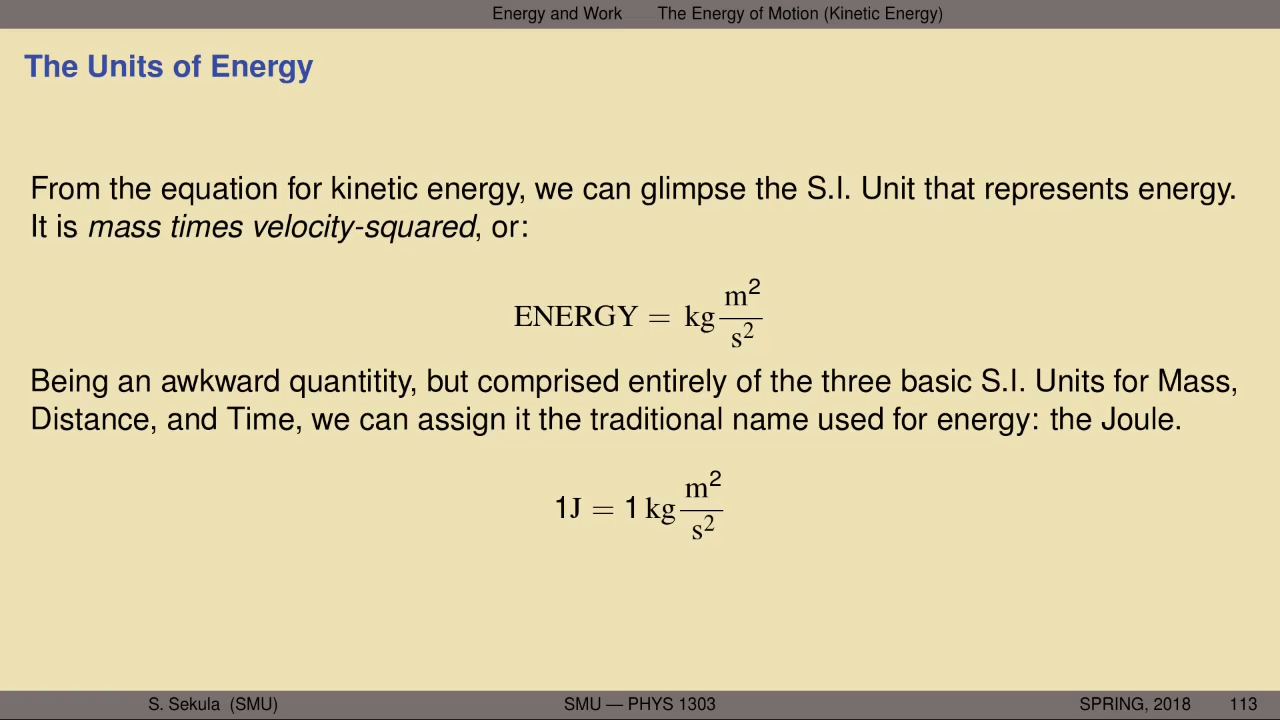 Energy and Work The Energy of Motion (Kinetic Energy)
The Units of Energy
From the equation for kinetic energy, we can glimpse the S.I. Unit that represents energy.
It is mass times velocity-squared, or:
ENERGY = kg m²/s²
Being an awkward quantitity, but comprised entirely of the three basic S.I. Units for Mass,
Distance, and Time, we can assign it the traditional name used for energy: the Joule.
1J = 1 kg m²/s²
S. Sekula (SMU) SMU — PHYS 1303 SPRING, 2018 113